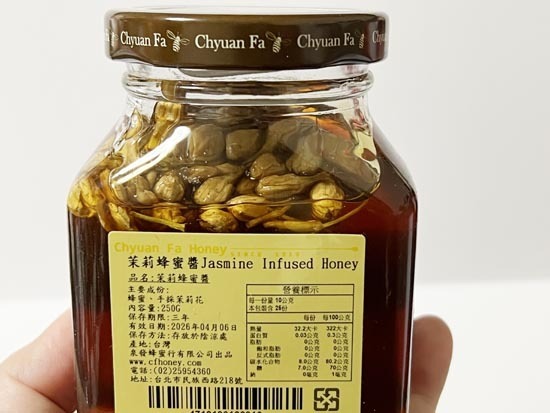 Chyuan Fa Chyuan Fa Chyuan Fa
Chyuan Fa Honey SINCE 1919
茉莉蜂蜜醬Jasmine Infused Honey
品名:茉莉蜂蜜醬
主要成份:
蜂蜜、手採茉莉花
內容量:250G
保存期限:三年
有效日期:2026年04月06日
保存方法:存放於陰涼處
產地:台灣
泉發蜂蜜行有限公司出品
www.cfhoney.com
電話:(02)25954360
地址:台北市民族西路218號
營養標示
每一份量 10公克
本包裝含 25份
每份 每100公克
熱量 32.2大卡 322大卡
蛋白質 0.03公克 0.3公克
脂肪 0公克 0公克
飽和脂肪 0公克 0公克
反式脂肪 0公克 0公克
碳水化合物 8.0公克 80.2公克
糖 7.0公克 70公克
鈉 0毫克 1毫克